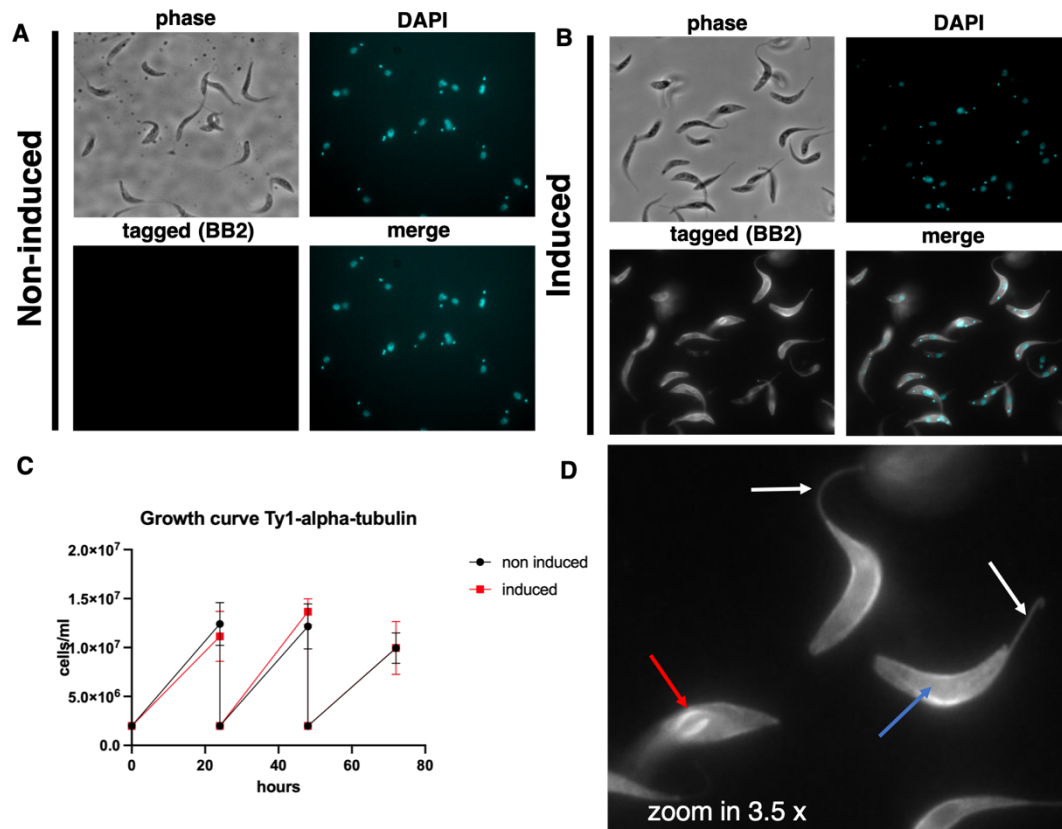 A
phase
DAPI
Non-induced
tagged (BB2)
merge
B
phase
DAPI
Induced
tagged (BB2)
merge
C
Growth curve Ty1-alpha-tubulin
2.0×10⁷
1.5×10⁷
1.0×10⁷
5.0×10⁶
0.0
cells/ml
0 20 40 60 80
hours
non induced
induced
D
zoom in 3.5 x